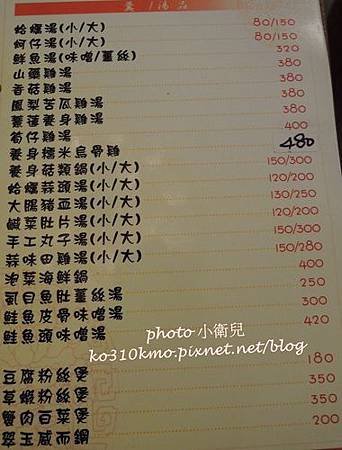 羹/湯品
蛤蠣湯(小/大) 80/150
蚵仔湯(小/大) 80/150
鮮魚湯(味噌/薑絲) 320
山藥雞湯 380
香菇雞湯 380
鳳梨苦瓜雞湯 380
養身雞湯 380
筍仔雞湯 400
養身糯米烏骨雞 480
養身菇類鍋(小/大) 150/300
蛤蠣蒜頭湯(小/大) 120/200
大腸豬血湯(小/大) 130/250
鹹菜肚片湯(小/大) 120/200
手工丸子湯(小/大) 150/300
蒜味田雞湯(小/大) 150/280
泡菜海鮮鍋 400
虱目魚肚薑絲湯 250
鮭魚皮骨味噌湯 300
鮭魚頭味噌湯 420
豆腐粉絲煲 180
草蝦粉絲煲 350
蟹肉白菜煲 350
200
photo 小衛兒
ko310kmo.pixnet.net/blog